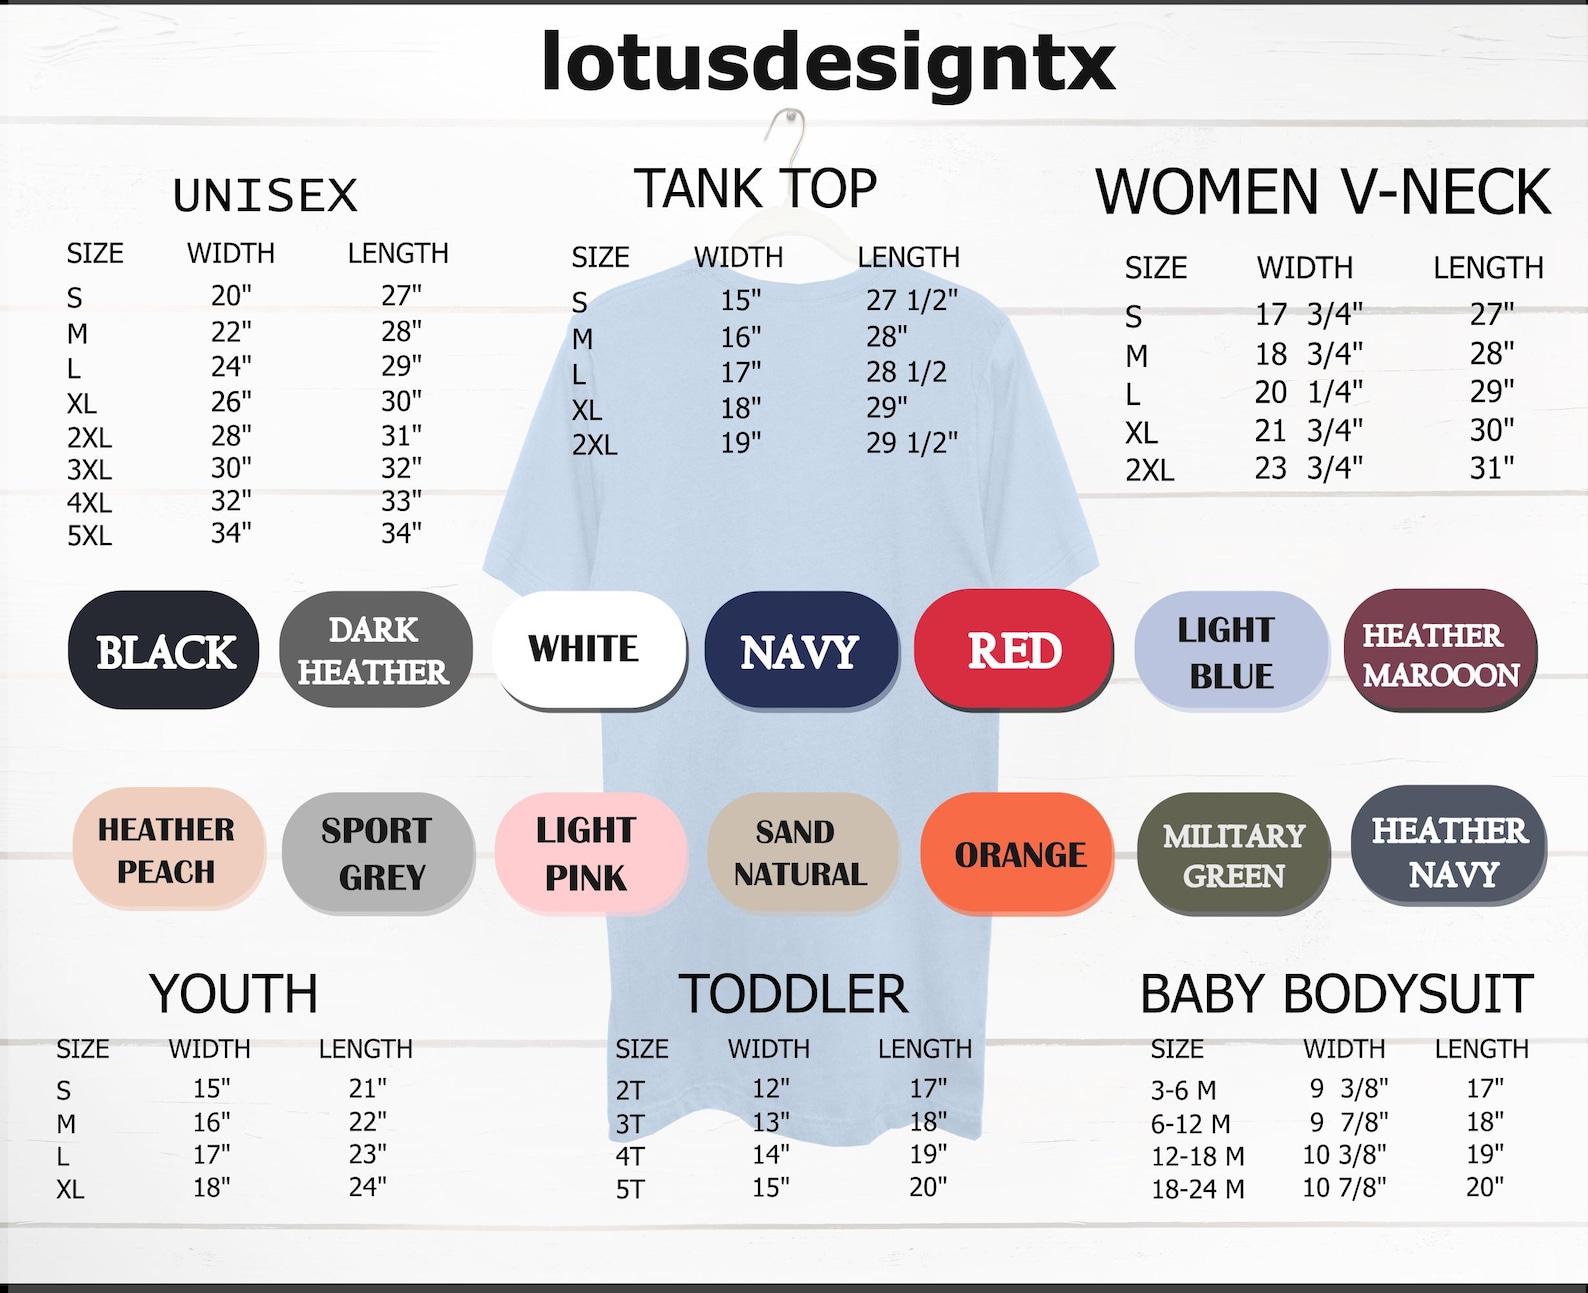 lotusdesigntx
UNISEX
SIZE WIDTH LENGTH
S 20" 27"
M 22" 28"
L 24" 29"
XL 26" 30"
2XL 28" 31"
3XL 30" 32"
4XL 32" 33"
5XL 34" 34"
TANK TOP
SIZE WIDTH LENGTH
S 15" 27 1/2"
M 16" 28"
L 17" 28 1/2
XL 18" 29"
2XL 19" 29 1/2"
WOMEN V-NECK
SIZE WIDTH LENGTH
S 17 3/4" 27"
M 18 3/4" 28"
L 20 1/4" 29"
XL 21 3/4" 30"
2XL 23 3/4" 31"
BLACK
DARK
HEATHER
WHITE
NAVY
RED
LIGHT
BLUE
HEATHER
MAROOON
HEATHER
PEACH
SPORT
GREY
LIGHT
PINK
SAND
NATURAL
ORANGE
MILITARY
GREEN
HEATHER
NAVY
YOUTH
SIZE WIDTH LENGTH
S 15" 21"
M 16" 22"
L 17" 23"
XL 18" 24"
TODDLER
SIZE WIDTH LENGTH
2T 12" 17"
3T 13" 18"
4T 14" 19"
5T 15" 20"
BABY BODYSUIT
SIZE WIDTH LENGTH
3-6 M 9 3/8" 17"
6-12 M 9 7/8" 18"
12-18 M 10 3/8" 19"
18-24 M 10 7/8" 20"